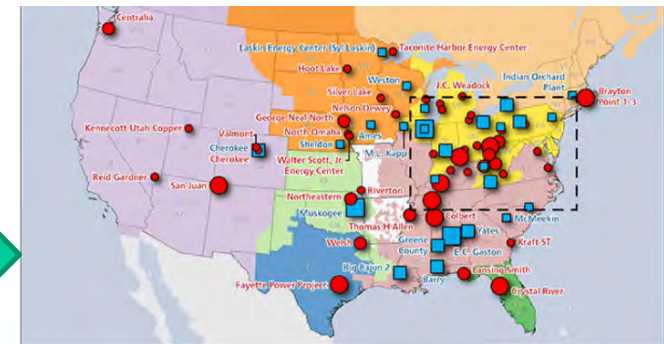 Centralia
Laskin Energy Center (Syl Laskin)
Taconite Harbor Energy Center
Hoot Lake
Weston
J.C. Weadock
Indian Orchard
Plant
Brayton
Point 1-3
Silver Lake
Nelson Dewey
George Neal North
Kennecott Utah Copper
Valmont
North Omaha
Ames
Cherokee
Cherokee
Sheldon
M.L. Kapp
Walter Scott, Jr.
Energy Center
Reid Gardner
San Juan
Riverton
Northeastern
Muskogee
Thomas H Allen
Colbert
McMeekin
Yates
Welsh
Greene
County
Kraft ST
E.C. Gaston
Big Cajun 2
Barry
Lansing Smith
Fayette Power Project
Crystal River